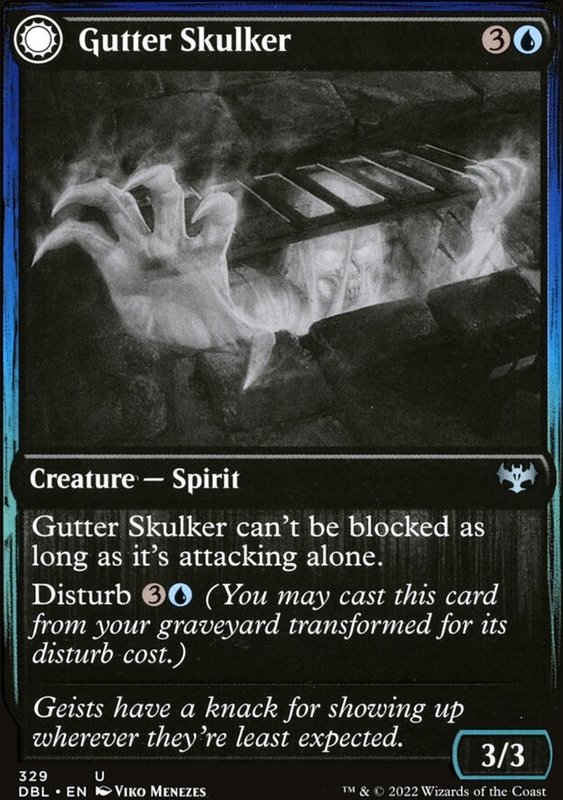 Gutter Skulker 3
Creature — Spirit
Gutter Skulker can't be blocked as
long as it's attacking alone.
Disturb 3 (You may cast this card
from your graveyard transformed for its
disturb cost.)
Geists have a knack for showing up
wherever they're least expected.
3/3
329 U
DBL • EN Viko Menezes
™ & © 2022 Wizards of the Coast